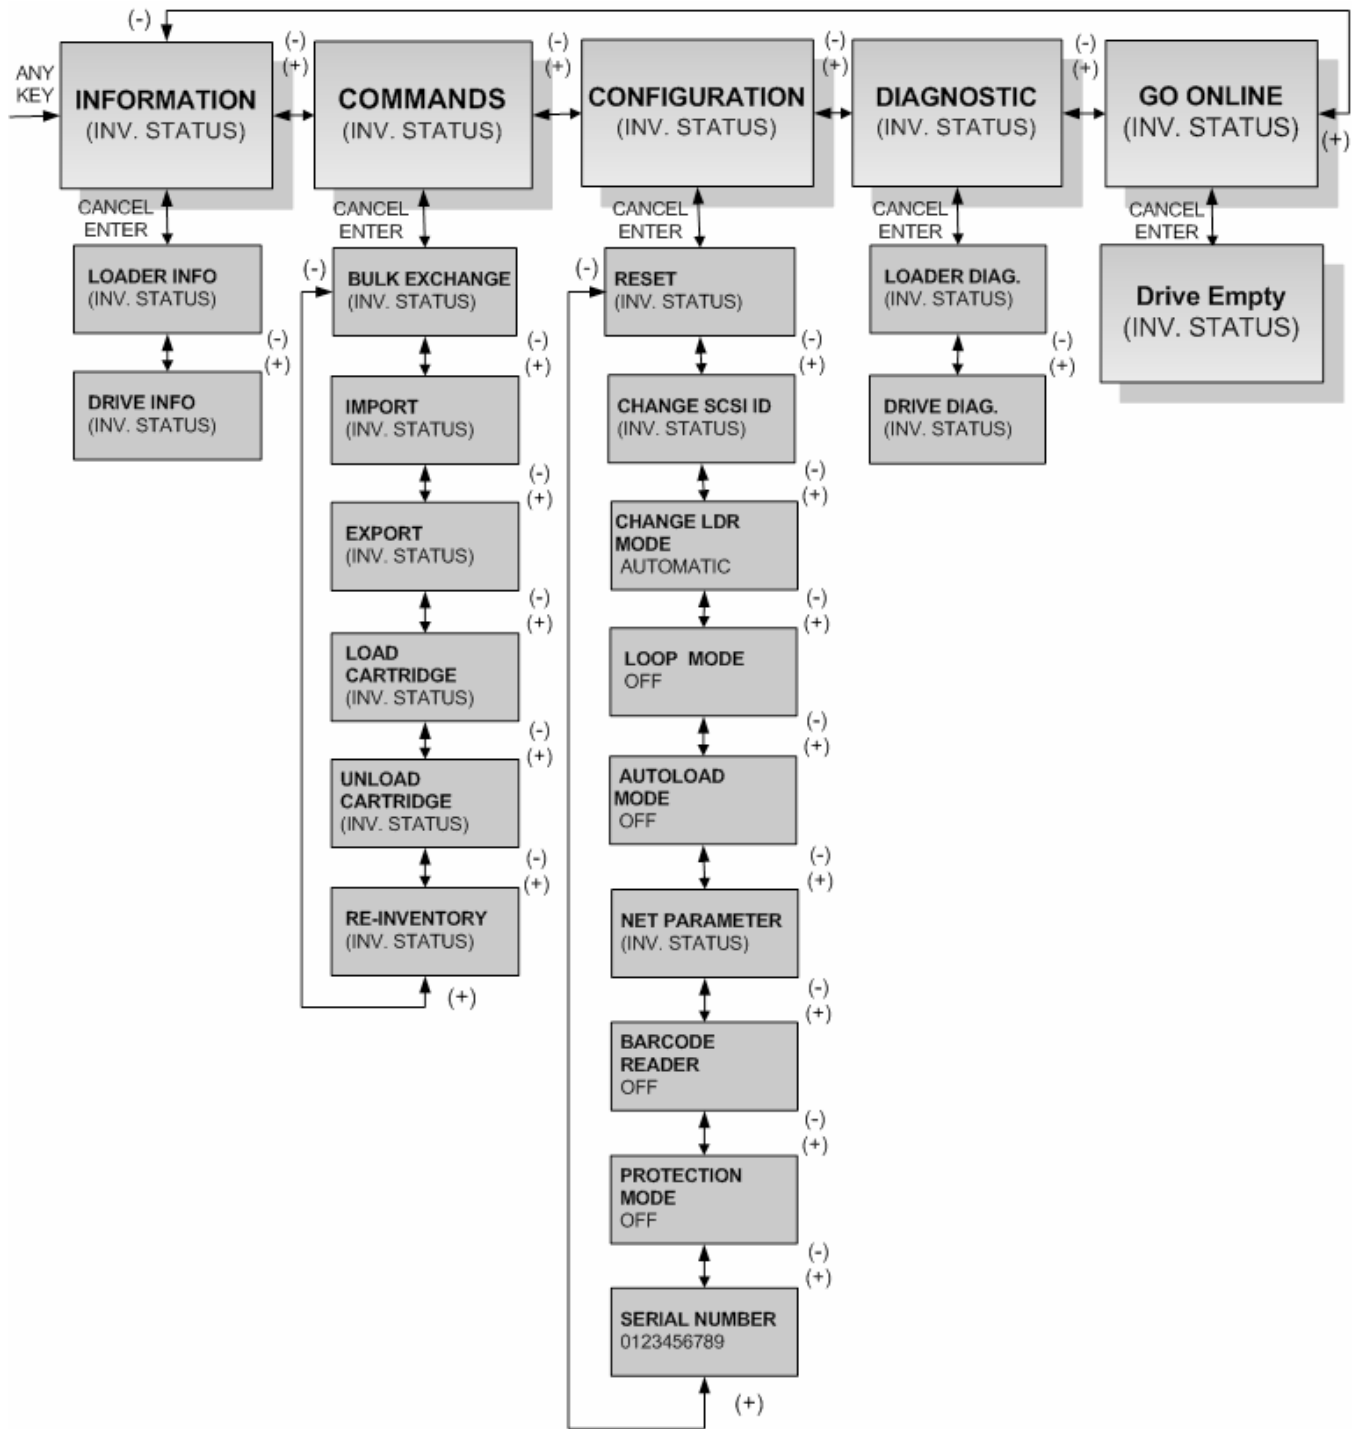 (-)
ANY
KEY
INFORMATION
(INV. STATUS)
(-)
(+)
COMMANDS
(INV. STATUS)
(-)
(+)
CONFIGURATION
(INV. STATUS)
(-)
(+)
DIAGNOSTIC
(INV. STATUS)
(-)
(+)
GO ONLINE
(INV. STATUS)
(+)
CANCEL
ENTER
LOADER INFO
(INV. STATUS)
(-)
(+)
DRIVE INFO
(INV. STATUS)
CANCEL
ENTER
(-)
BULK EXCHANGE
(INV. STATUS)
(-)
(+)
IMPORT
(INV. STATUS)
(-)
(+)
EXPORT
(INV. STATUS)
(-)
(+)
LOAD
CARTRIDGE
(INV. STATUS)
(-)
(+)
UNLOAD
CARTRIDGE
(INV. STATUS)
(-)
(+)
RE-INVENTORY
(INV. STATUS)
(+)
CANCEL
ENTER
(-)
RESET
(INV. STATUS)
(-)
(+)
CHANGE SCSI ID
(INV. STATUS)
(-)
(+)
CHANGE LDR
MODE
AUTOMATIC
(-)
(+)
LOOP MODE
OFF
(-)
(+)
AUTOLOAD
MODE
OFF
(-)
(+)
NET PARAMETER
(INV. STATUS)
(-)
(+)
BARCODE
READER
OFF
(-)
(+)
PROTECTION
MODE
OFF
(-)
(+)
SERIAL NUMBER
0123456789
(+)
CANCEL
ENTER
LOADER DIAG.
(INV. STATUS)
(-)
(+)
DRIVE DIAG.
(INV. STATUS)
CANCEL
ENTER
Drive Empty
(INV. STATUS)